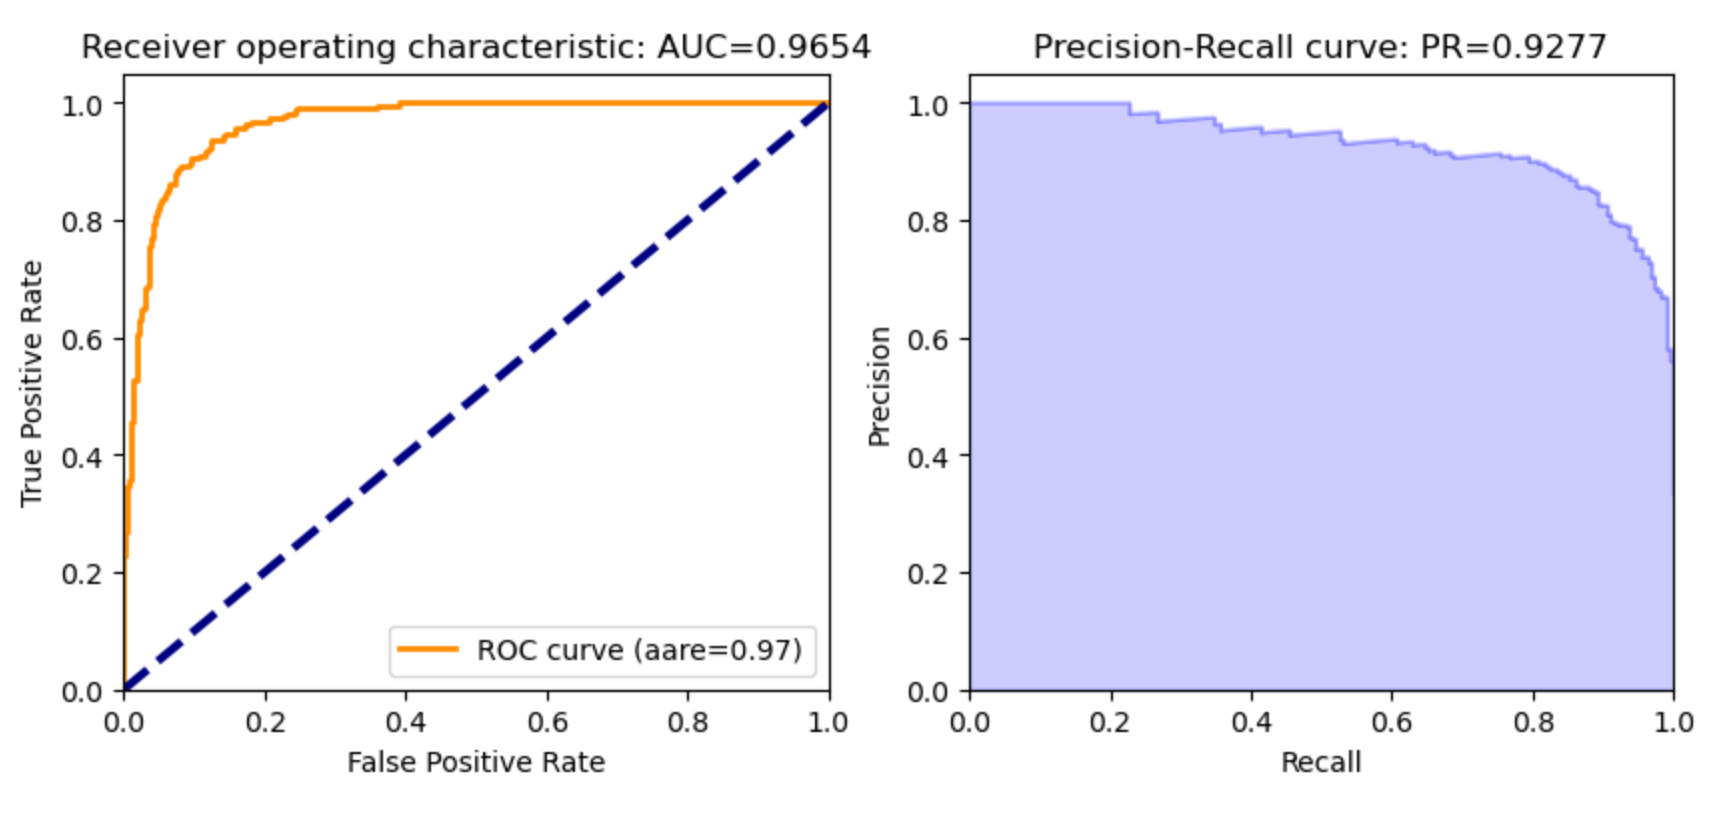 Receiver operating characteristic: AUC=0.9654
1.0
0.8
0.6
0.4
0.2
0.0
True Positive Rate
0.0 0.2 0.4 0.6 0.8 1.0
False Positive Rate
ROC curve (aare=0.97)
Precision-Recall curve: PR=0.9277
1.0
0.8
0.6
0.4
0.2
0.0
Precision
0.0 0.2 0.4 0.6 0.8 1.0
Recall